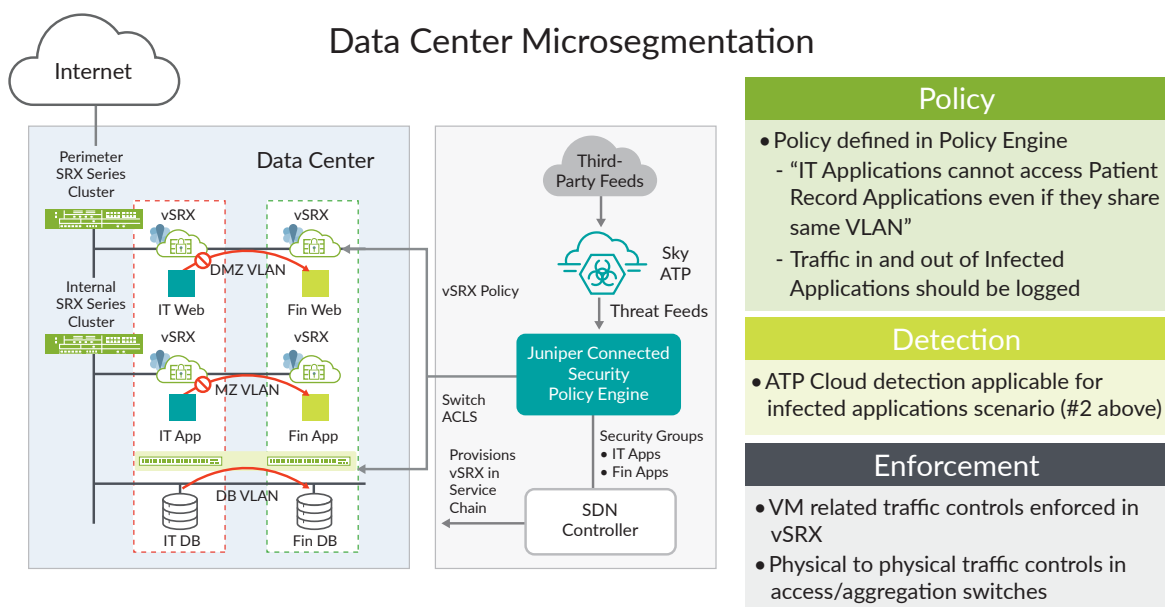 Data Center Microsegmentation
Internet
Data Center
Perimeter
SRX Series
Cluster
vSRX
vSRX
DMZ VLAN
IT Web
Fin Web
Internal
SRX Series
Cluster
vSRX
vSRX
MZ VLAN
IT App
Fin App
DB VLAN
IT DB
Fin DB
Third-
Party Feeds
Sky
ATP
Threat Feeds
vSRX Policy
Juniper Connected
Security
Policy Engine
Switch
ACLS
Security Groups
• IT Apps
• Fin Apps
Provisions
vSRX in
Service
Chain
SDN
Controller
Policy
• Policy defined in Policy Engine
- “IT Applications cannot access Patient
Record Applications even if they share
same VLAN”
- Traffic in and out of Infected
Applications should be logged
Detection
• ATP Cloud detection applicable for
infected applications scenario (#2 above)
Enforcement
• VM related traffic controls enforced in
vSRX
• Physical to physical traffic controls in
access/aggregation switches